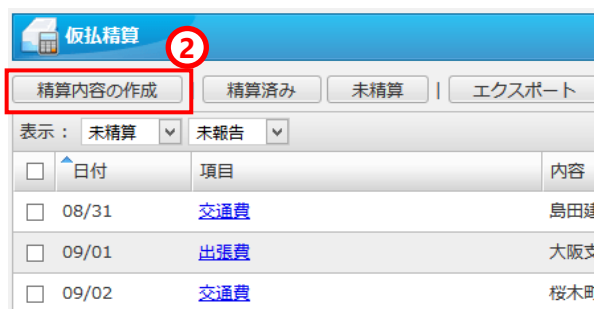 仮払精算
②
精算内容の作成 精算済み 未精算 | エクスポート
表示： 未精算 未報告
日付 項目 内容
08/31 交通費 島田建
09/01 出張費 大阪支
09/02 交通費 桜木町